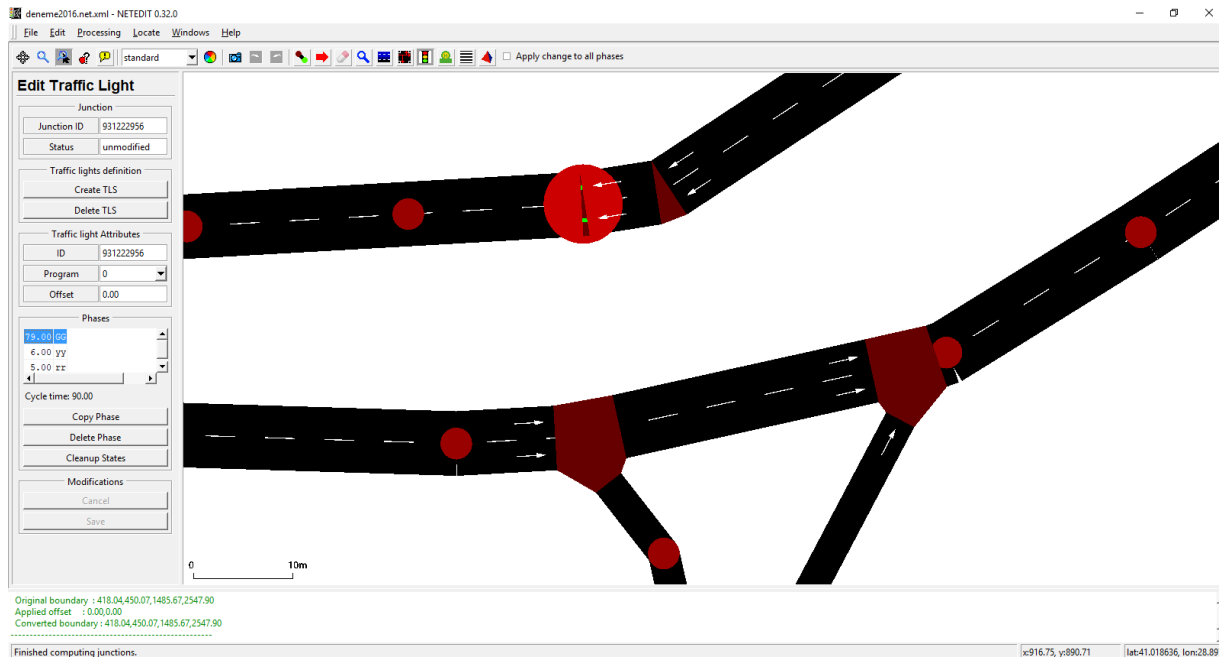 deneme2016.net.xml - NETEDIT 0.32.0
File Edit Processing Locate Windows Help
standard
Apply change to all phases
Edit Traffic Light
Junction
Junction ID 931222956
Status unmodified
Traffic lights definition
Create TLS
Delete TLS
Traffic light Attributes
ID 931222956
Program 0
Offset 0.00
Phases
79.00 GG
6.00 yy
5.00 rr
Cycle time: 90.00
Copy Phase
Delete Phase
Cleanup States
Modifications
Cancel
Save
0 10m
Original boundary : 418.04,450.07,1485.67,2547.90
Applied offset : 0.00,0.00
Converted boundary : 418.04,450.07,1485.67,2547.90
-----------------------------------------------------
Finished computing junctions. x:916.75, y:890.71 lat:41.018636, lon:28.89